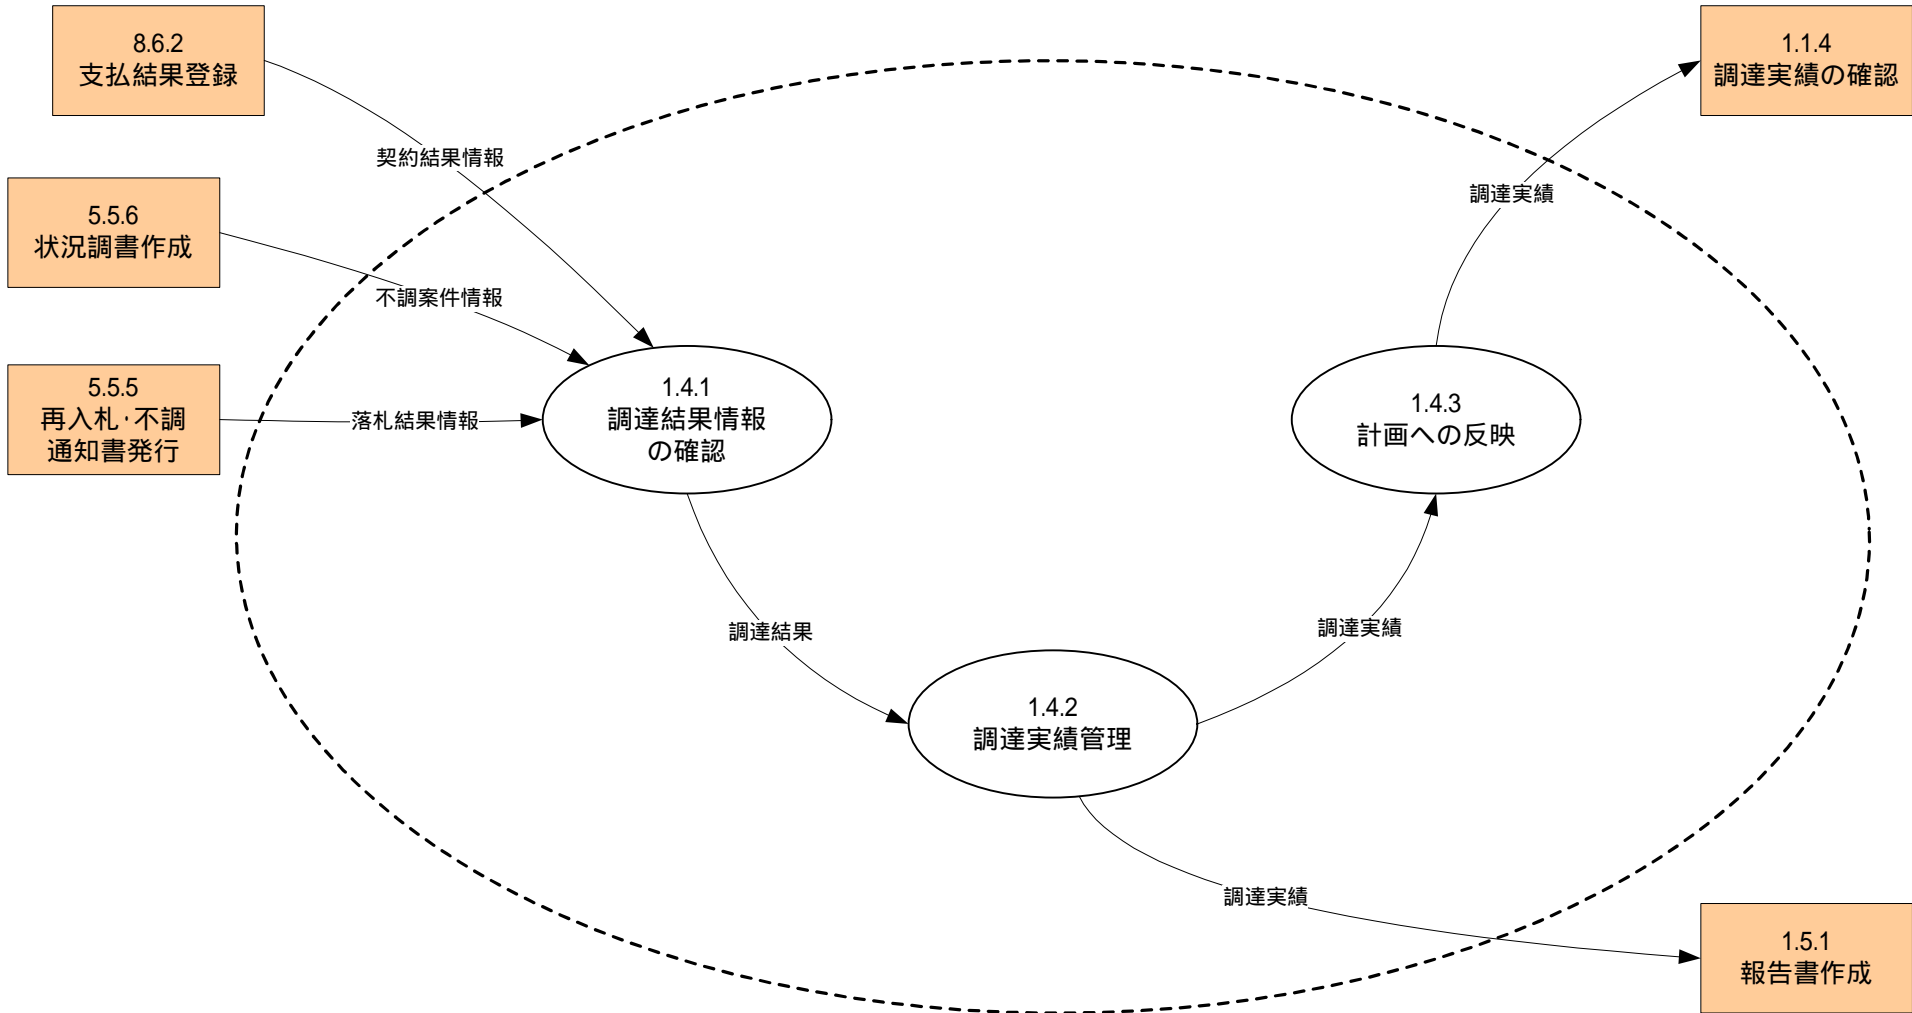 8.6.2
支払結果登録
1.1.4
調達実績の確認
契約結果情報
5.5.6
状況調書作成
調達実績
不調案件情報
5.5.5
再入札・不調
通知書発行
落札結果情報
1.4.1
調達結果情報
の確認
1.4.3
計画への反映
調達結果
調達実績
1.4.2
調達実績管理
調達実績
1.5.1
報告書作成